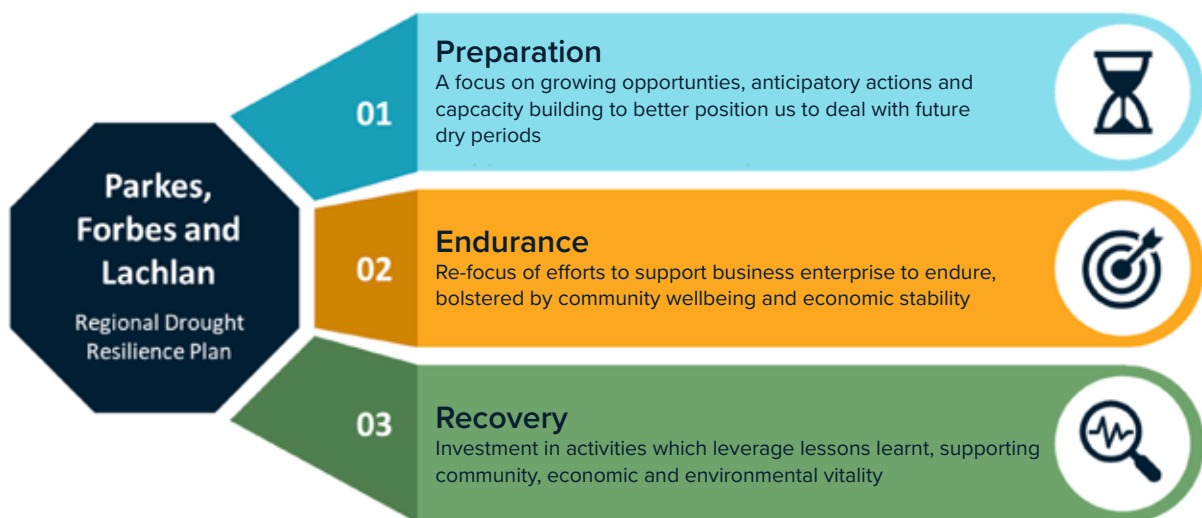 Parkes,
Forbes and
Lachlan
Regional Drought
Resilience Plan
01
Preparation
A focus on growing opportunties, anticipatory actions and
capcacity building to better position us to deal with future
dry periods
02
Endurance
Re-focus of efforts to support business enterprise to endure,
bolstered by community wellbeing and economic stability
03
Recovery
Investment in activities which leverage lessons learnt, supporting
community, economic and environmental vitality